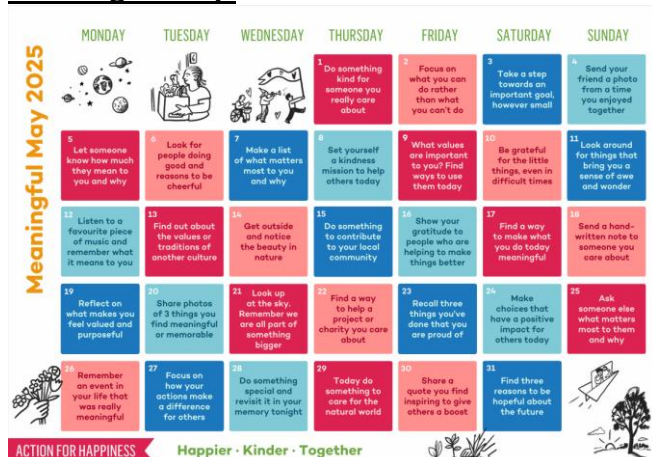 MONDAY TUESDAY WEDNESDAY THURSDAY FRIDAY SATURDAY SUNDAY
Meaningful May 2025
1
Do something
kind for
someone you
really care
about
2
Focus on
what you can
do rather
than what
you can't do
3
Take a step
towards an
important goal,
however small
4
Send your
friend a photo
from a time
you enjoyed
together
5
Let someone
know how much
they mean to
you and why
6
Look for
people doing
good and
reasons to be
cheerful
7
Make a list
of what matters
most to you
and why
8
Set yourself
a kindness
mission to help
others today
9
What values
are important
to you? Find
ways to use
them today
10
Be grateful
for the little
things, even in
difficult times
11
Look around
for things that
bring you a
sense of awe
and wonder
12
Listen to a
favourite piece
of music and
remember what
it means to you
13
Find out about
the values or
traditions of
another culture
14
Get outside
and notice
the beauty in
nature
15
Do something
to contribute
to your local
community
16
Show your
gratitude to
people who are
helping to make
things better
17
Find a way
to make what
you do today
meaningful
18
Send a hand-
written note to
someone you
care about
19
Reflect on
what makes you
feel valued and
purposeful
20
Share photos
of 3 things you
find meaningful
or memorable
21
Look up
at the sky.
Remember we
are all part of
something
bigger
22
Find a way
to help a
project or
charity you care
about
23
Recall three
things you've
done that you
are proud of
24
Make
choices that
have a positive
impact for
others today
25
Ask
someone else
what matters
most to them
and why
26
Remember
an event in
your life that
was really
meaningful
27
Focus on
how your
actions make
a difference
for others
28
Do something
special and
revisit it in your
memory tonight
29
Today do
something to
care for the
natural world
30
Share a
quote you find
inspiring to give
others a boost
31
Find three
reasons to be
hopeful about
the future
ACTION FOR HAPPINESS
Happier · Kinder · Together